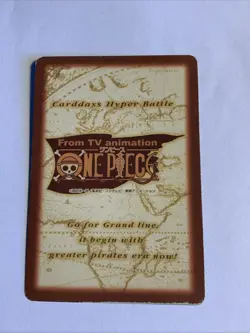 Carddass Hyper Battle
From TV animation
ワンピース
ONE PIECE
Go for Grand line,
it begin with
greater pirates era now!